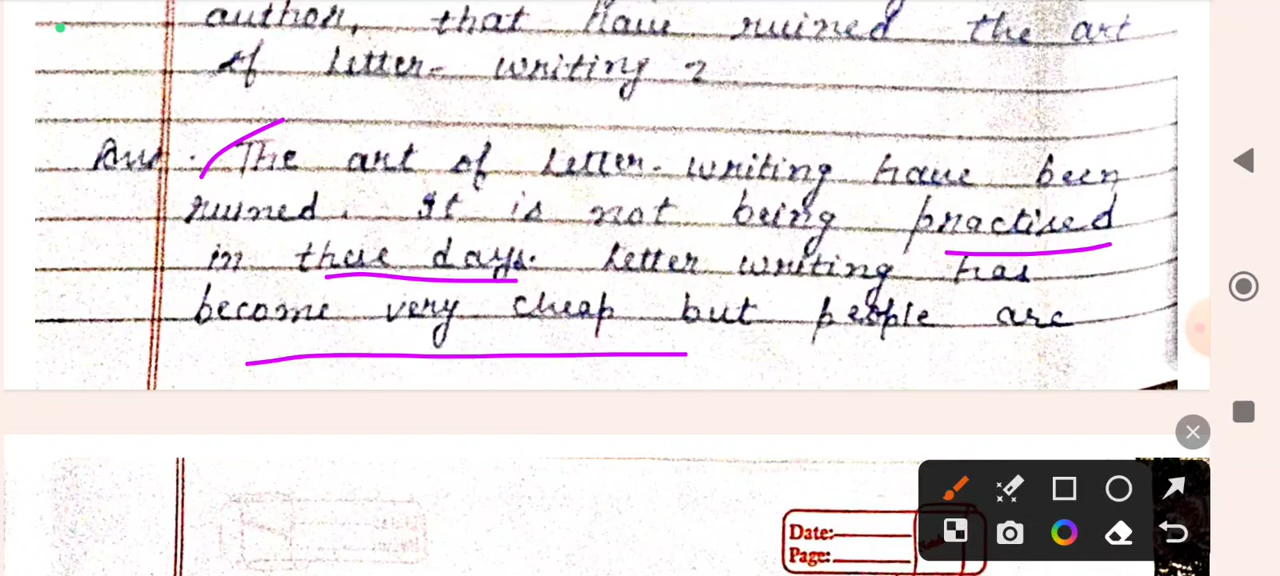 author, that have ruined the art
of letter- writing ?
Ans. The art of letter-writing have been
ruined. It is not being practised
in these days. Letter writing has
become very cheap but people are
Date:
Page: